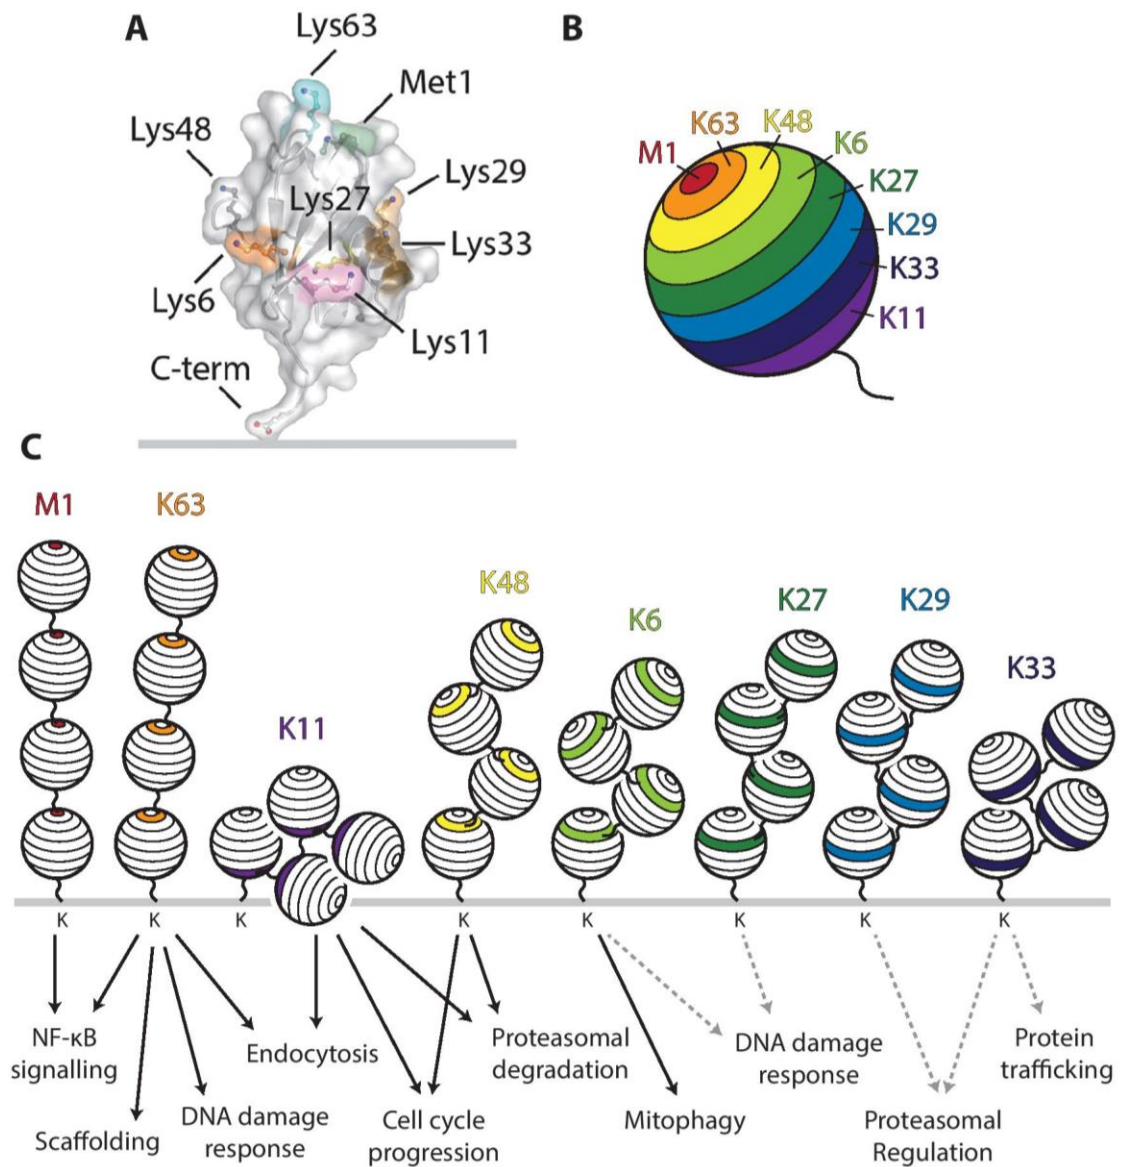 A
Lys63
Met1
Lys48
Lys29
Lys27
Lys33
Lys6
Lys11
C-term
B
K63
K48
M1
K6
K27
K29
K33
K11
C
M1
K63
K11
K48
K6
K27
K29
K33
K
K
K
K
K
K
K
K
NF-κB
signalling
Scaffolding
DNA damage
response
Endocytosis
Cell cycle
progression
Proteasomal
degradation
Mitophagy
DNA damage
response
Proteasomal
Regulation
Protein
trafficking